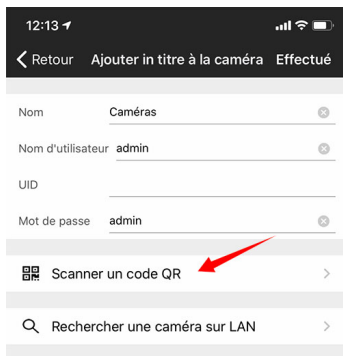 12:13
Retour Ajouter in titre à la caméra Effectué
Nom Caméras
Nom d'utilisateur admin
UID
Mot de passe admin
Scanner un code QR
Rechercher une caméra sur LAN